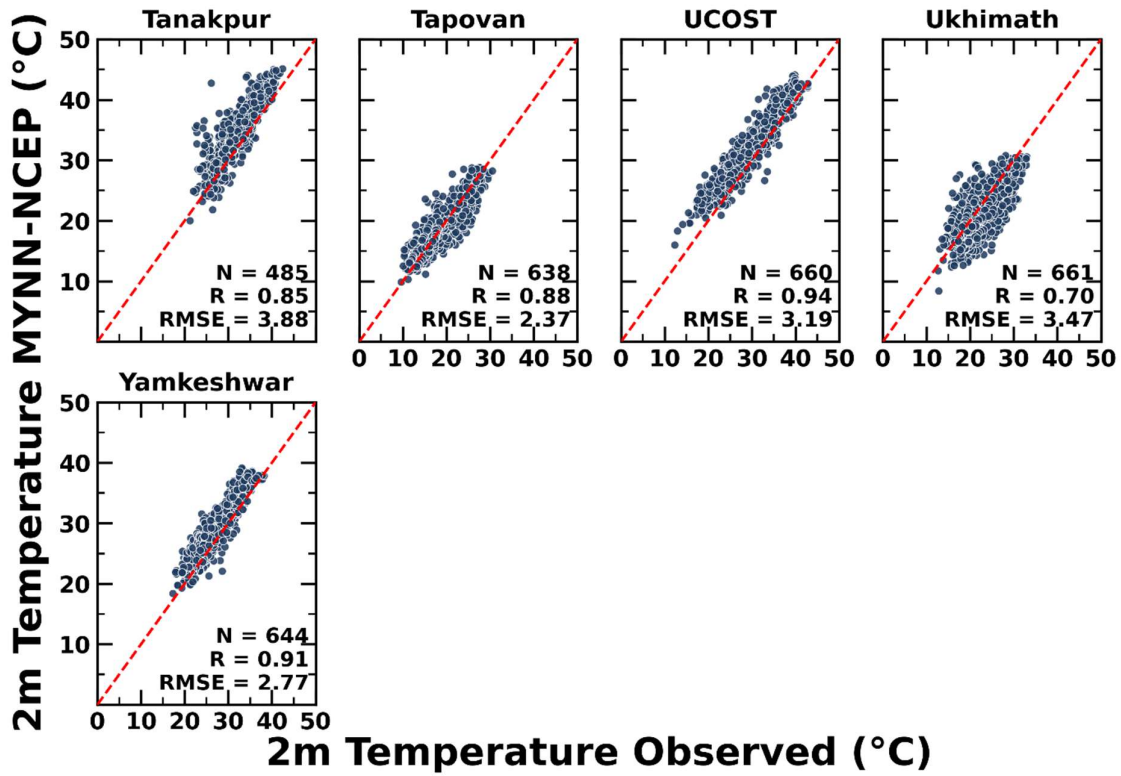 2m Temperature MYNN-NCEP (°C)
Tanakpur
50
40
30
20
10
N = 485
R = 0.85
RMSE = 3.88
Tapovan
N = 638
R = 0.88
RMSE = 2.37
0 10 20 30 40 50
UCOST
N = 660
R = 0.94
RMSE = 3.19
0 10 20 30 40 50
Ukhimath
N = 661
R = 0.70
RMSE = 3.47
0 10 20 30 40 50
Yamkeshwar
50
40
30
20
10
N = 644
R = 0.91
RMSE = 2.77
0 10 20 30 40 50
2m Temperature Observed (°C)